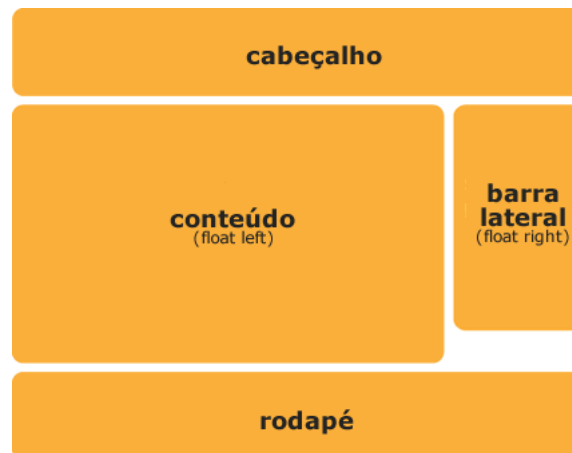 cabeçalho
conteúdo
(float left)
barra
lateral
(float right)
rodapé